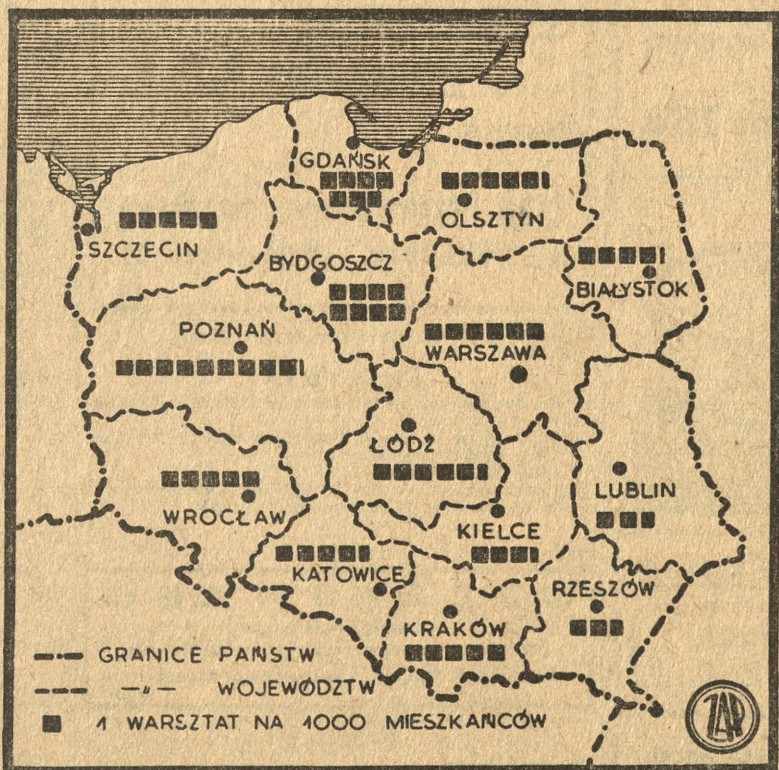 GDAŃSK
OLSZTYN
SZCZECIN
BYDGOSZCZ
BIAŁYSTOK
POZNAŃ
WARSZAWA
ŁÓDŹ
LUBLIN
WROCŁAW
KIELCE
KATOWICE
RZESZÓW
KRAKÓW
GRANICE PAŃSTW
—„— WOJEWÓDZTW
1 WARSZTAT NA 1000 MIESZKAŃCÓW
ZAP